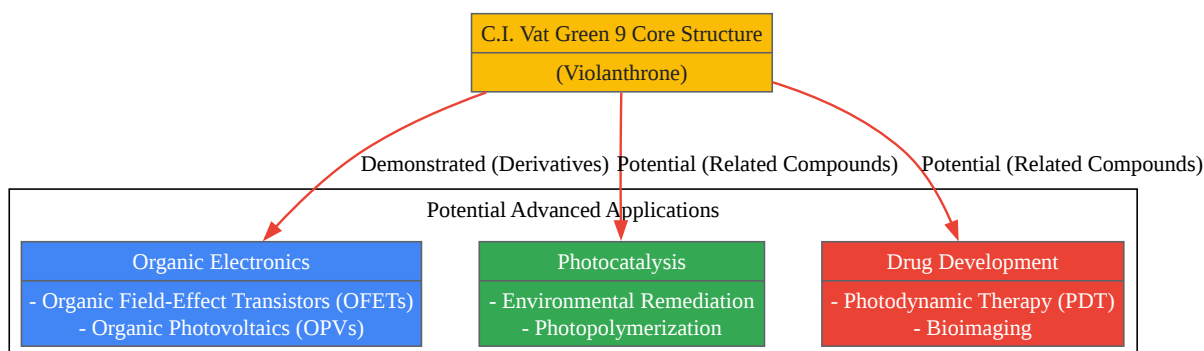 C.I. Vat Green 9 Core Structure
(Violanthrone)
Demonstrated (Derivatives)
Potential (Related Compounds)
Potential (Related Compounds)
Potential Advanced Applications
Organic Electronics
- Organic Field-Effect Transistors (OFETs)
- Organic Photovoltaics (OPVs)
Photocatalysis
- Environmental Remediation
- Photopolymerization
Drug Development
- Photodynamic Therapy (PDT)
- Bioimaging